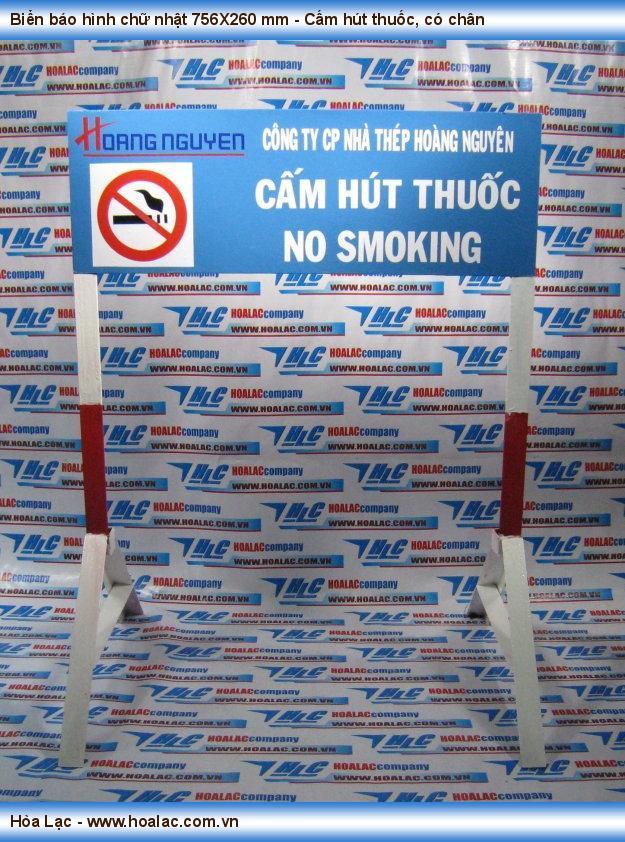 Biển báo hình chữ nhật 756X260 mm - Cấm hút thuốc, có chân
HOANG NGUYEN
CÔNG TY CP NHÀ THÉP HOÀNG NGUYÊN
CẤM HÚT THUỐC
NO SMOKING
HLC HOALACcompany
WWW.HOALAC.COM.VN
Hòa Lạc - www.hoalac.com.vn